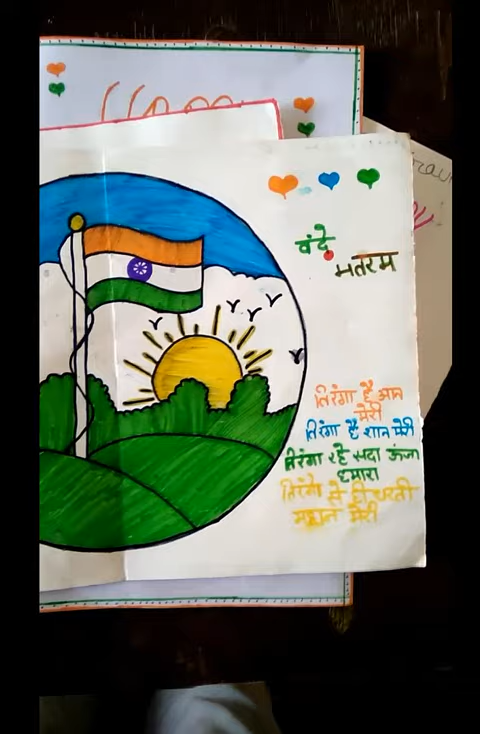 वंदे
मतरम
तिरंगा है आन
मेरी
तिरंगा है शान मेरी
तिरंगा रहे सदा ऊंजा
हमारा
तिरंगा से ही धरती
महान मेरी